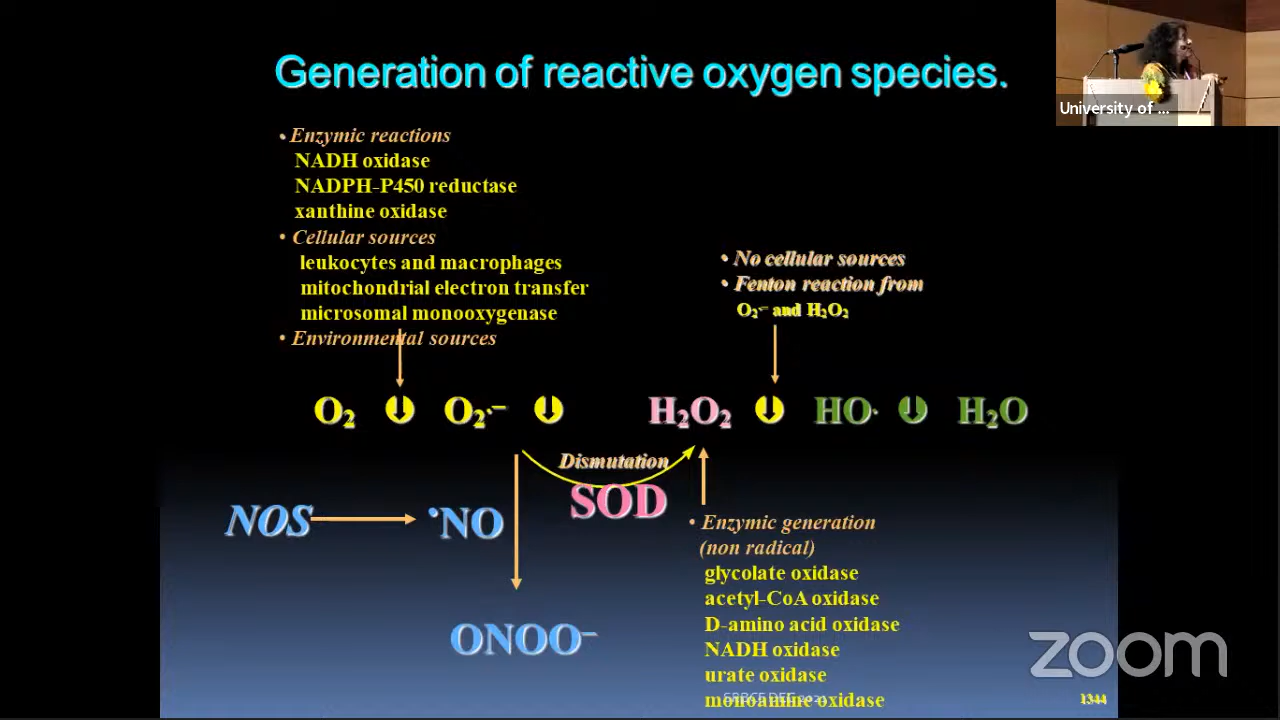 Generation of reactive oxygen species.
University of ...
• Enzymic reactions
NADH oxidase
NADPH-P450 reductase
xanthine oxidase
• Cellular sources
leukocytes and macrophages
mitochondrial electron transfer
microsomal monooxygenase
• Environmental sources
• No cellular sources
• Fenton reaction from
O₂·⁻ and H₂O₂
O₂ O₂·⁻ H₂O₂ HO· H₂O
Dismutation
SOD
NOS ·NO
ONOO⁻
• Enzymic generation
(non radical)
glycolate oxidase
acetyl-CoA oxidase
D-amino acid oxidase
NADH oxidase
urate oxidase
monoamine oxidase
zoom
1344